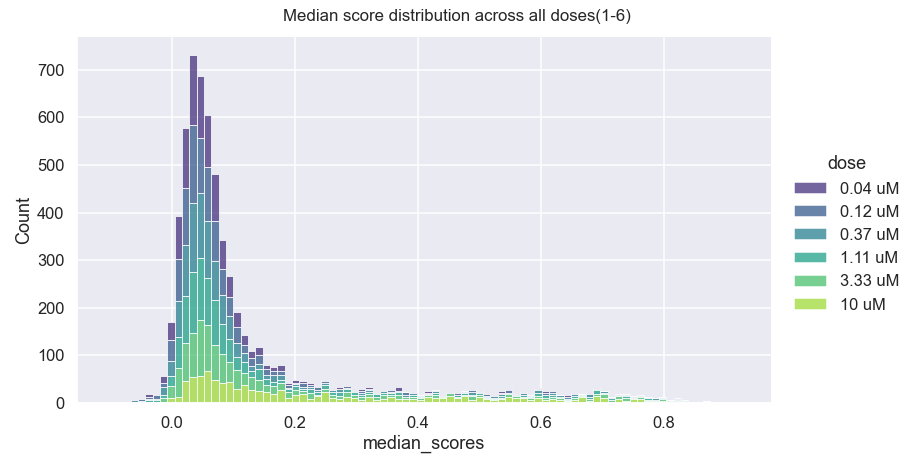 Median score distribution across all doses(1-6)
700
600
500
400
300
200
100
0
Count
0.0 0.2 0.4 0.6 0.8
median_scores
dose
0.04 uM
0.12 uM
0.37 uM
1.11 uM
3.33 uM
10 uM